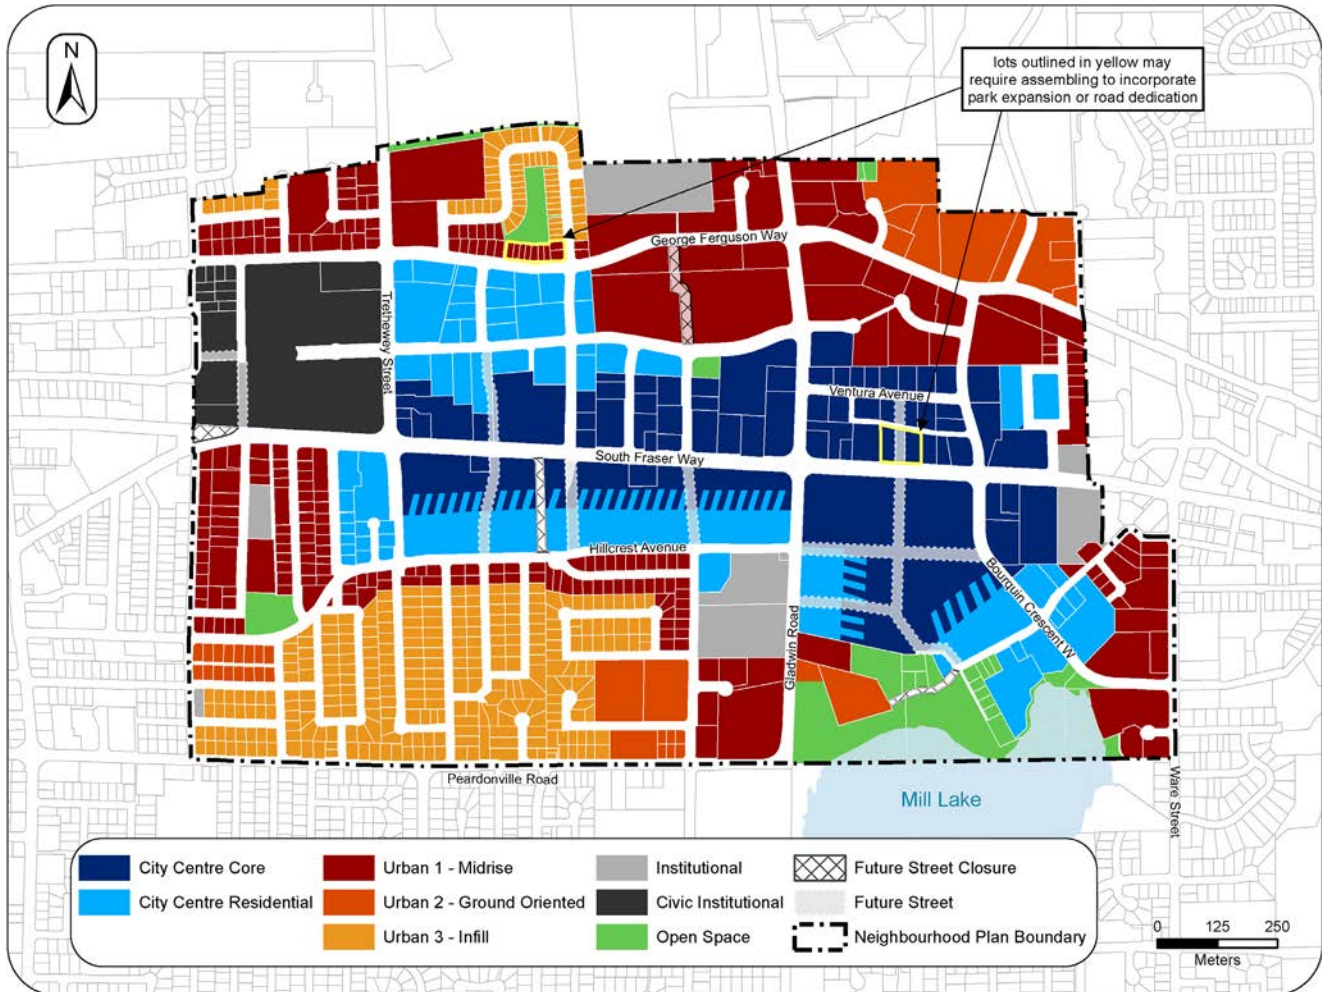 N
lots outlined in yellow may
require assembling to incorporate
park expansion or road dedication
George Ferguson Way
Trethewey Street
Ventura Avenue
South Fraser Way
Hillcrest Avenue
Bourquin Crescent W
Gladwin Road
Peardonville Road
Mill Lake
Ware Street
City Centre Core
City Centre Residential
Urban 1 - Midrise
Urban 2 - Ground Oriented
Urban 3 - Infill
Institutional
Civic Institutional
Open Space
Future Street Closure
Future Street
Neighbourhood Plan Boundary
0 125 250
Meters